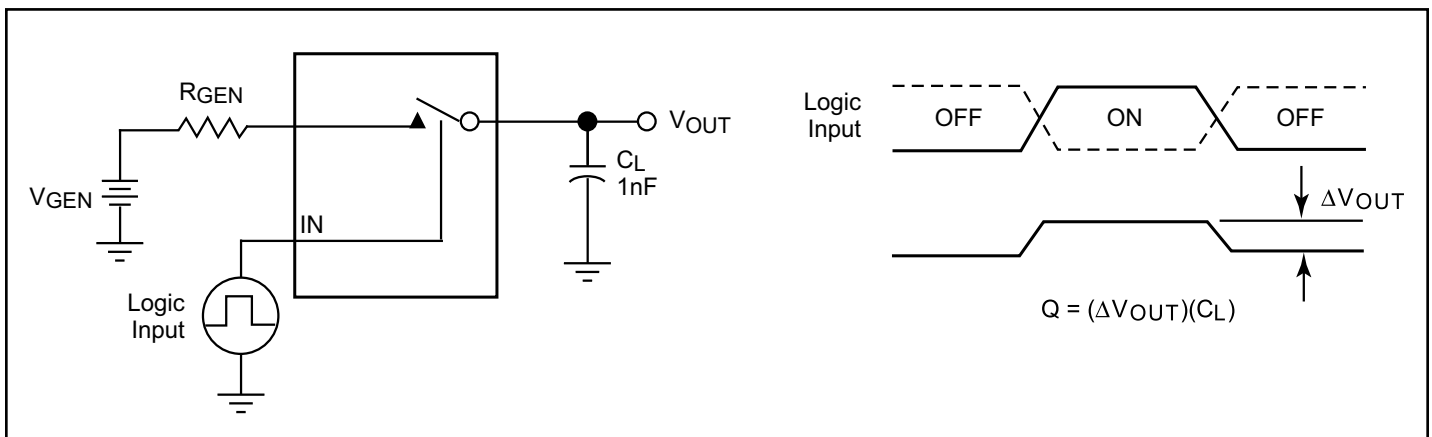 RGEN
VGEN
IN
Logic
Input
VOUT
CL
1nF
Logic
Input
OFF
ON
OFF
ΔVOUT
Q = (ΔVOUT)(CL)